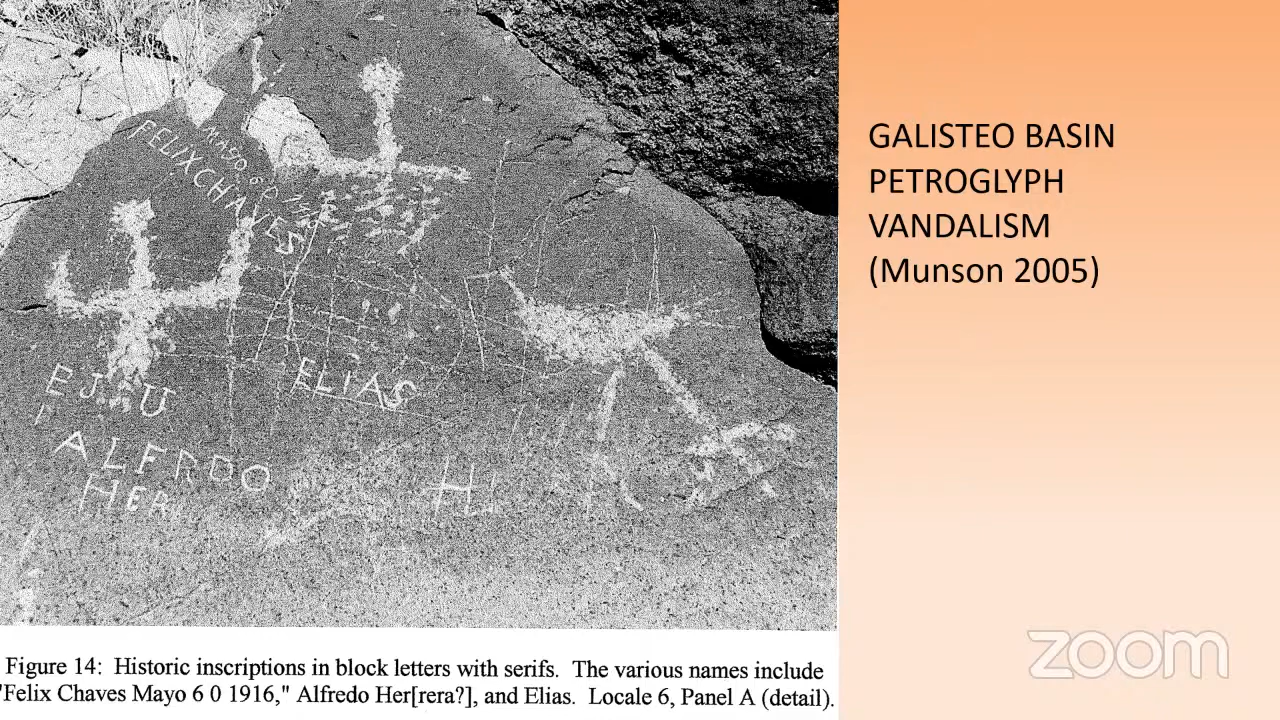 MAYO 6 0
FELIX CHAVES
EJ U
ELIAS
ALFRDO
HER
H
GALISTEO BASIN
PETROGLYPH
VANDALISM
(Munson 2005)
Figure 14: Historic inscriptions in block letters with serifs. The various names include
"Felix Chaves Mayo 6 0 1916," Alfredo Her[rera?], and Elias. Locale 6, Panel A (detail).
zoom